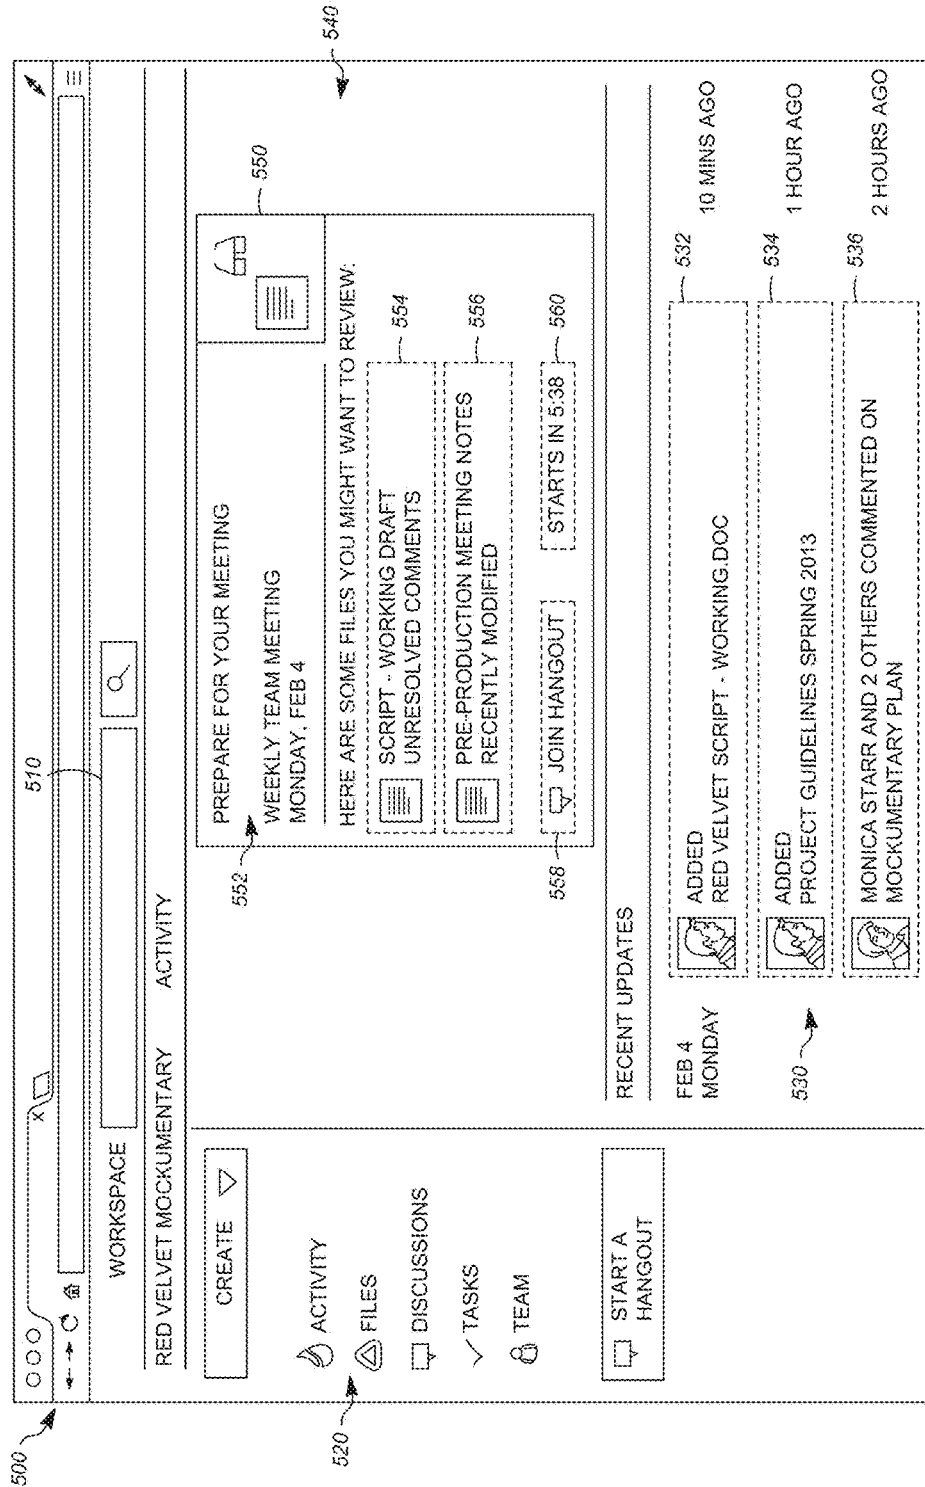 500
510
X
WORKSPACE
RED VELVET MOCKUMENTARY ACTIVITY
CREATE
520
ACTIVITY
FILES
DISCUSSIONS
TASKS
TEAM
START A
HANGOUT
540
550
552
PREPARE FOR YOUR MEETING
WEEKLY TEAM MEETING
MONDAY, FEB 4
HERE ARE SOME FILES YOU MIGHT WANT TO REVIEW:
SCRIPT - WORKING DRAFT
UNRESOLVED COMMENTS
554
PRE-PRODUCTION MEETING NOTES
RECENTLY MODIFIED
556
558
JOIN HANGOUT
STARTS IN 5:38
560
RECENT UPDATES
FEB 4
MONDAY
530
ADDED
RED VELVET SCRIPT - WORKING.DOC
532
10 MINS AGO
ADDED
PROJECT GUIDELINES SPRING 2013
534
1 HOUR AGO
MONICA STARR AND 2 OTHERS COMMENTED ON
MOCKUMENTARY PLAN
536
2 HOURS AGO